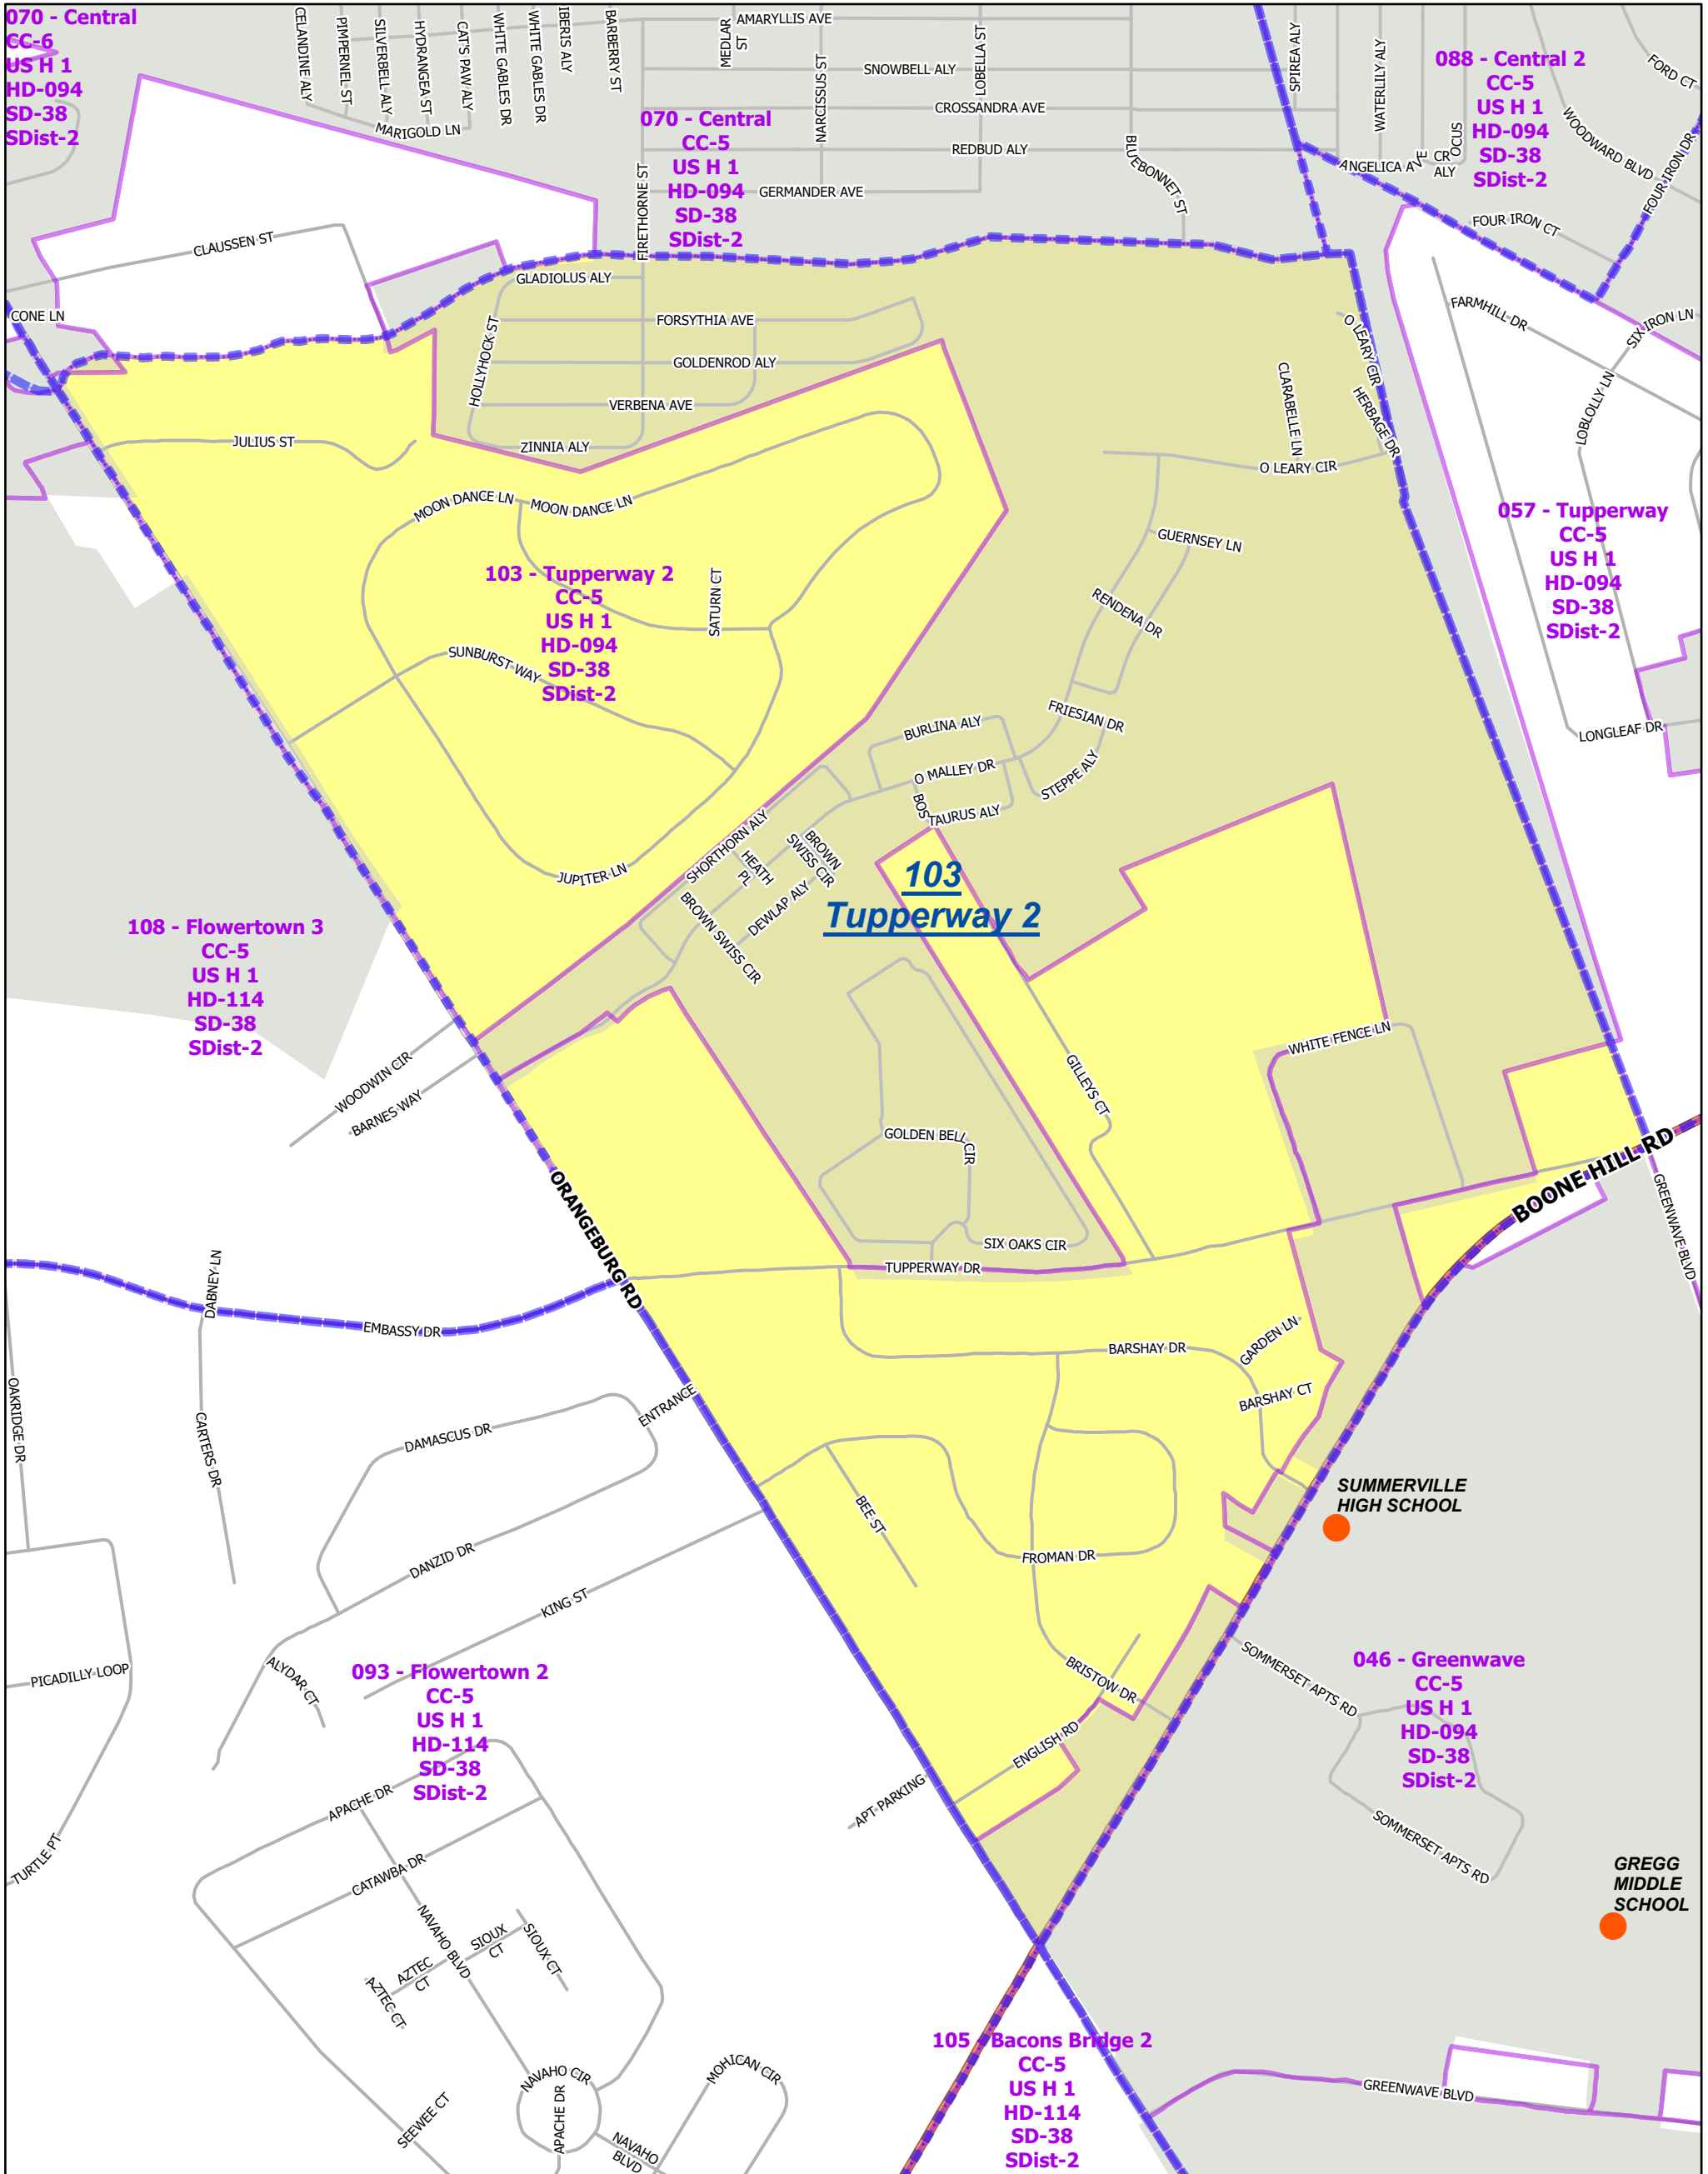 070 - Central
CC-6
US H 1
HD-094
SD-38
SDist-2
CELANDINE ALY
PIMPERNEL ST
SILVERBELL ALY
HYDRANGEA ST
CAT'S PAW ALY
WHITE GABLES DR
WHITE GABLES DR
IBERIS ALY
BARBERRY ST
MARIGOLD LN
MEDLAR
ST
AMARYLLIS AVE
NARCISSUS ST
SNOWBELL ALY
LOBELLA ST
CROSSANDRA AVE
REDBUD ALY
GERMANDER AVE
FIRETHORNE ST
BLUEBONNET ST
SPIREA ALY
WATERLILY ALY
ANGELICA AVE
CROCUS
ALY
070 - Central
CC-5
US H 1
HD-094
SD-38
SDist-2
088 - Central 2
CC-5
US H 1
HD-094
SD-38
SDist-2
FORD CT
WOODWARD BLVD
FOUR IRON DR
FOUR IRON CT
CLAUSSEN ST
CONE LN
GLADIOLUS ALY
FORSYTHIA AVE
GOLDENROD ALY
HOLLYHOCK ST
VERBENA AVE
ZINNIA ALY
JULIUS ST
FARMHILL DR
SIX IRON LN
LOBLOLLY LN
O LEARY CIR
HERBAGE DR
CLARABELLE LN
O LEARY CIR
MOON DANCE LN
MOON DANCE LN
GUERNSEY LN
057 - Tupperway
CC-5
US H 1
HD-094
SD-38
SDist-2
103 - Tupperway 2
CC-5
US H 1
HD-094
SD-38
SDist-2
SATURN CT
RENDENA DR
SUNBURST WAY
FRIESIAN DR
BURLINA ALY
LONGLEAF DR
O MALLEY DR
STEPPE ALY
BOS
TAURUS ALY
SHORTHORN ALY
BROWN
SWISS CIR
HEATH
PL
DEWLAP ALY
BROWN SWISS CIR
JUPITER LN
103
Tupperway 2
108 - Flowertown 3
CC-5
US H 1
HD-114
SD-38
SDist-2
WOODWIN CIR
BARNES WAY
WHITE FENCE LN
GILLEYS CT
GOLDEN BELL CIR
BOONE HILL RD
GREENWAVE BLVD
ORANGEBURG RD
SIX OAKS CIR
TUPPERWAY DR
DABNEY LN
EMBASSY DR
BARSHAY DR
GARDEN LN
BARSHAY CT
OAKRIDGE DR
CARTERS DR
DAMASCUS DR
ENTRANCE
SUMMERVILLE
HIGH SCHOOL
BEE ST
DANZID DR
FROMAN DR
KING ST
PICADILLY LOOP
ALYDAR CT
093 - Flowertown 2
CC-5
US H 1
HD-114
SD-38
SDist-2
BRISTOW DR
SOMMERSET APTS RD
046 - Greenwave
CC-5
US H 1
HD-094
SD-38
SDist-2
ENGLISH RD
APT PARKING
APACHE DR
TURTLE PT
CATAWBA DR
SOMMERSET APTS RD
GREGG
MIDDLE
SCHOOL
NAVAHO BLVD
SIOUX
CT
SIOUX CT
AZTEC
CT
AZTEC CT
105 - Bacons Bridge 2
CC-5
US H 1
HD-114
SD-38
SDist-2
NAVAHO CIR
MOHICAN CIR
APACHE DR
SEEWEE CT
NAVAHO
BLVD
GREENWAVE BLVD